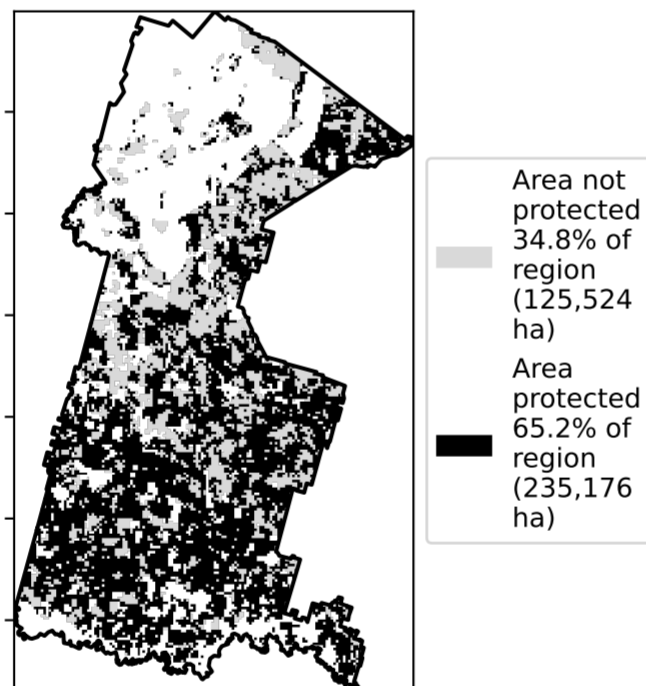 Area not
protected
34.8% of
region
(125,524
ha)
Area
protected
65.2% of
region
(235,176
ha)